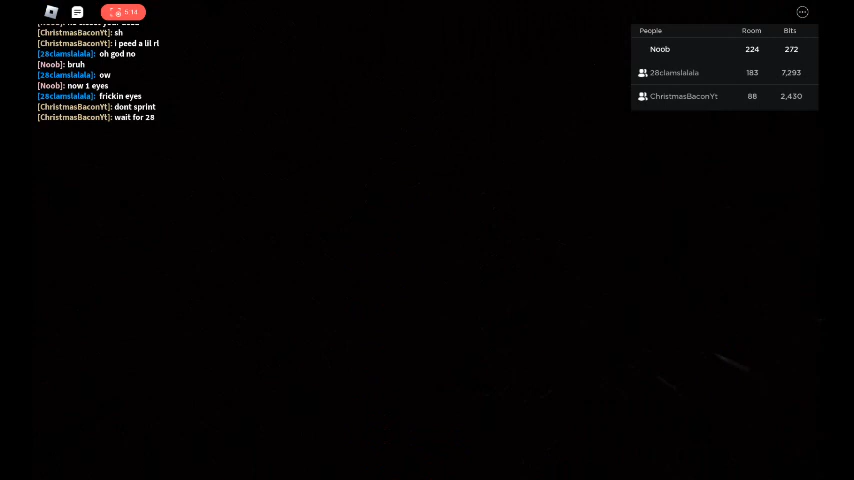 5:14
[ChristmasBaconYt]: sh
[ChristmasBaconYt]: i peed a lil rl
[28clamslalala]: oh god no
[Noob]: bruh
[28clamslalala]: ow
[Noob]: now 1 eyes
[28clamslalala]: frickin eyes
[ChristmasBaconYt]: dont sprint
[ChristmasBaconYt]: wait for 28
People Room Bits
Noob 224 272
28clamslalala 183 7,293
ChristmasBaconYt 88 2,430